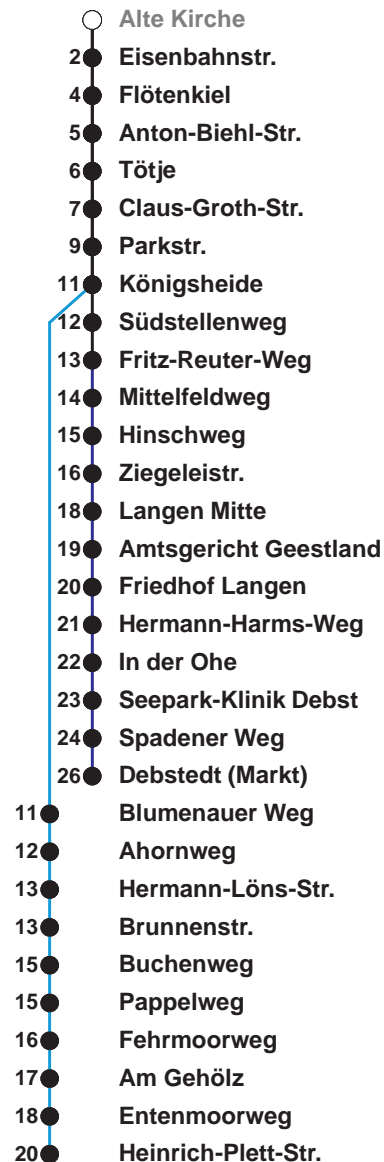 Alte Kirche
2 Eisenbahnstr.
4 Flötenkiel
5 Anton-Biehl-Str.
6 Tötje
7 Claus-Groth-Str.
9 Parkstr.
11 Königsheide
12 Südstellenweg
13 Fritz-Reuter-Weg
14 Mittelfeldweg
15 Hinschweg
16 Ziegeleistr.
18 Langen Mitte
19 Amtsgericht Geestland
20 Friedhof Langen
21 Hermann-Harms-Weg
22 In der Ohe
23 Seepark-Klinik Debst
24 Spadener Weg
26 Debstedt (Markt)
11 Blumenauer Weg
12 Ahornweg
13 Hermann-Löns-Str.
13 Brunnenstr.
15 Buchenweg
15 Pappelweg
16 Fehrmoorweg
17 Am Gehölz
18 Entenmoorweg
20 Heinrich-Plett-Str.